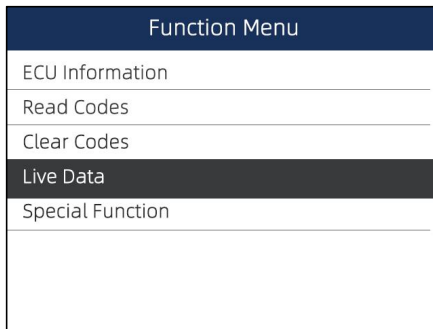 Function Menu
ECU Information
Read Codes
Clear Codes
Live Data
Special Function